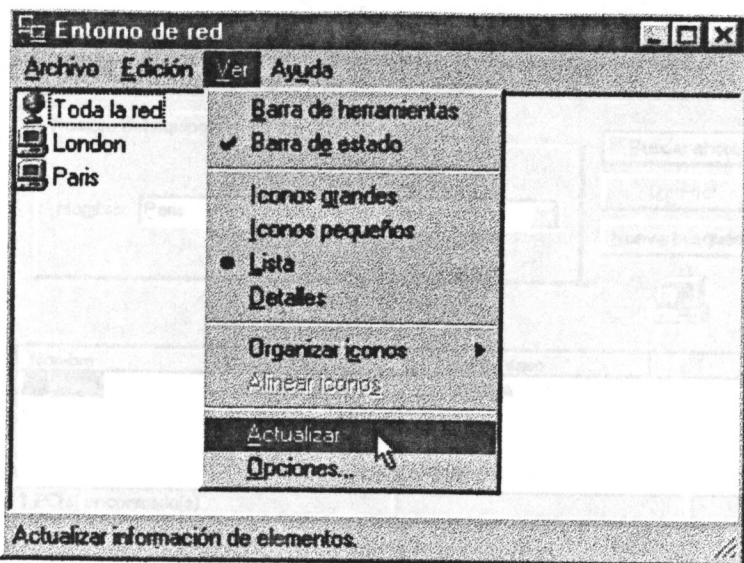 Entorno de red
Archivo Edición Ver Ayuda
Toda la red
London
Paris
Barra de herramientas
Barra de estado
Iconos grandes
Iconos pequeños
Lista
Detalles
Organizar iconos
Alinear iconos
Actualizar
Opciones...
Actualizar información de elementos.